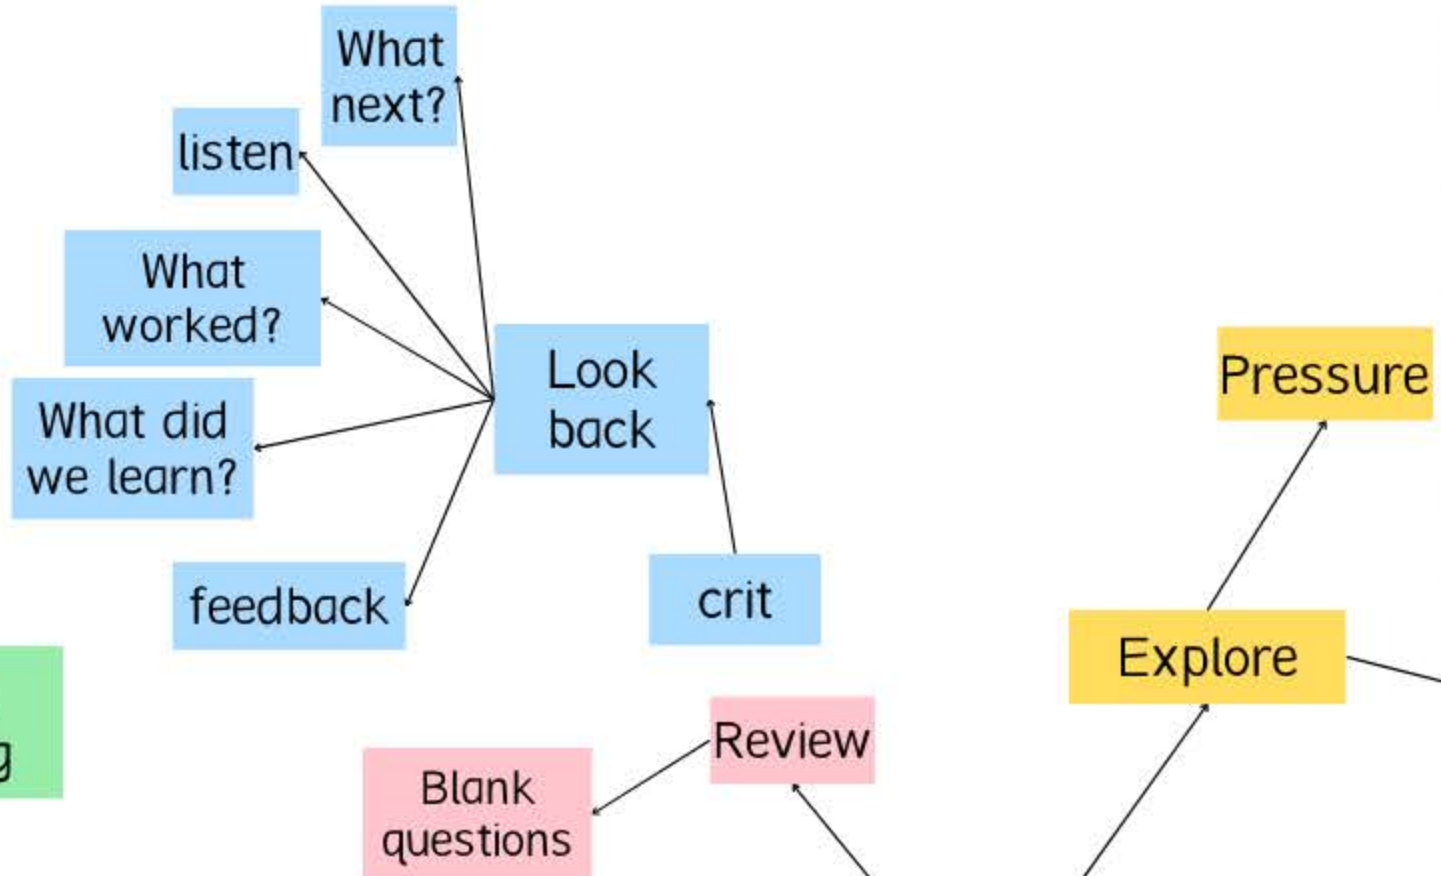 What
next?
listen
What
worked?
Look
back
Pressure
What did
we learn?
feedback
crit
Explore
Review
Blank
questions